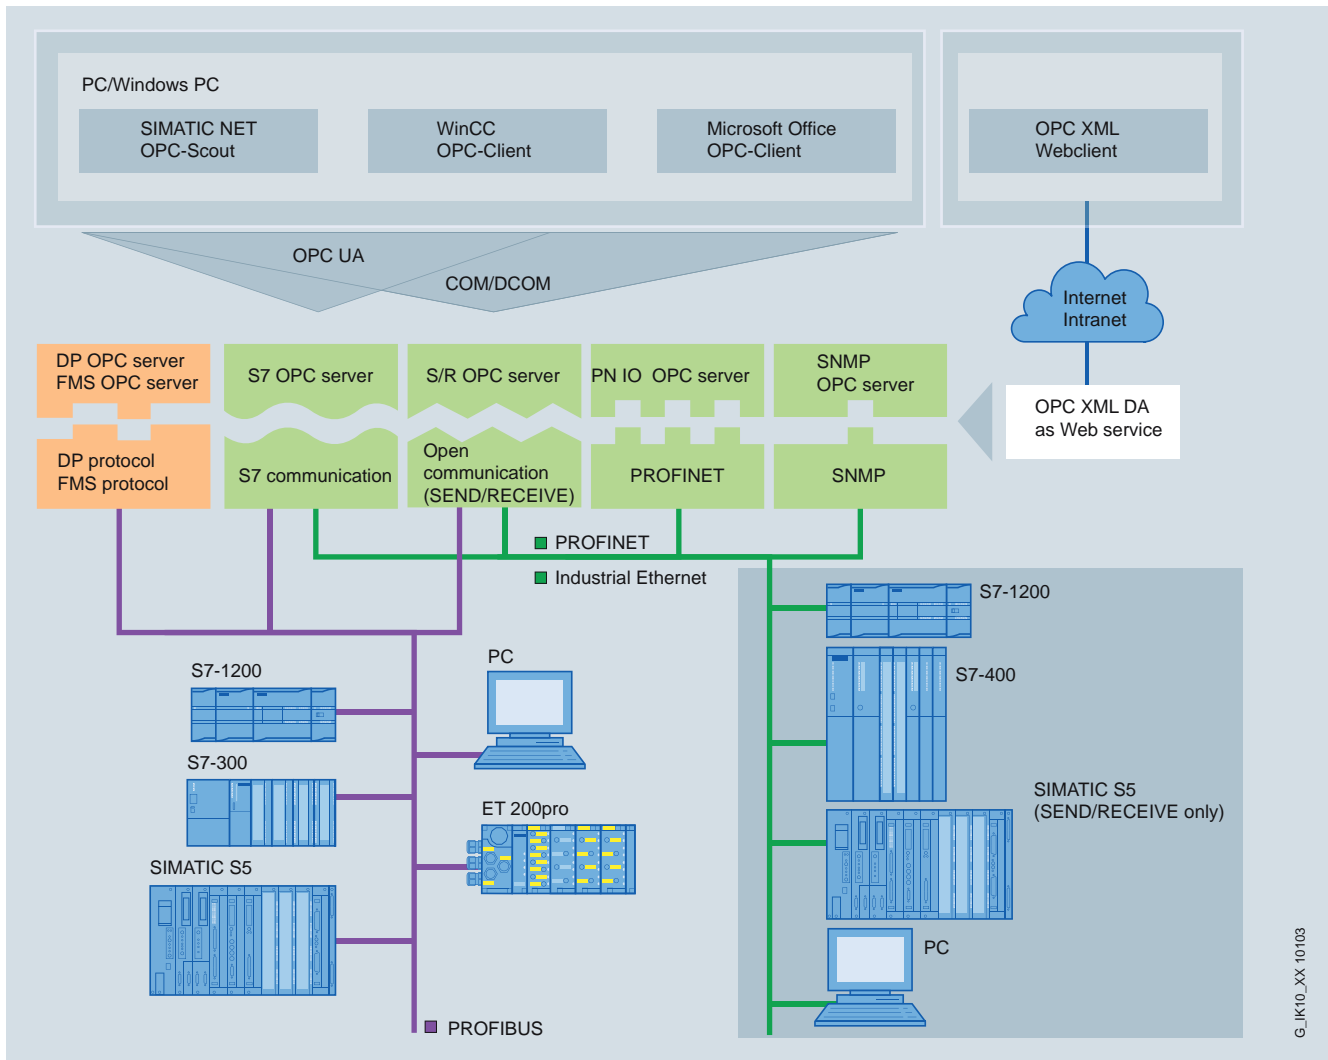 PC/Windows PC
SIMATIC NET
OPC-Scout
WinCC
OPC-Client
Microsoft Office
OPC-Client
OPC XML
Webclient
OPC UA
COM/DCOM
Internet
Intranet
DP OPC server
FMS OPC server
S7 OPC server
S/R OPC server
PN IO OPC server
SNMP
OPC server
OPC XML DA
as Web service
DP protocol
FMS protocol
S7 communication
Open
communication
(SEND/RECEIVE)
PROFINET
SNMP
PROFINET
Industrial Ethernet
S7-1200
S7-400
SIMATIC S5
(SEND/RECEIVE only)
PC
S7-1200
PC
S7-300
ET 200pro
SIMATIC S5
PROFIBUS
G_IK10_XX 10103